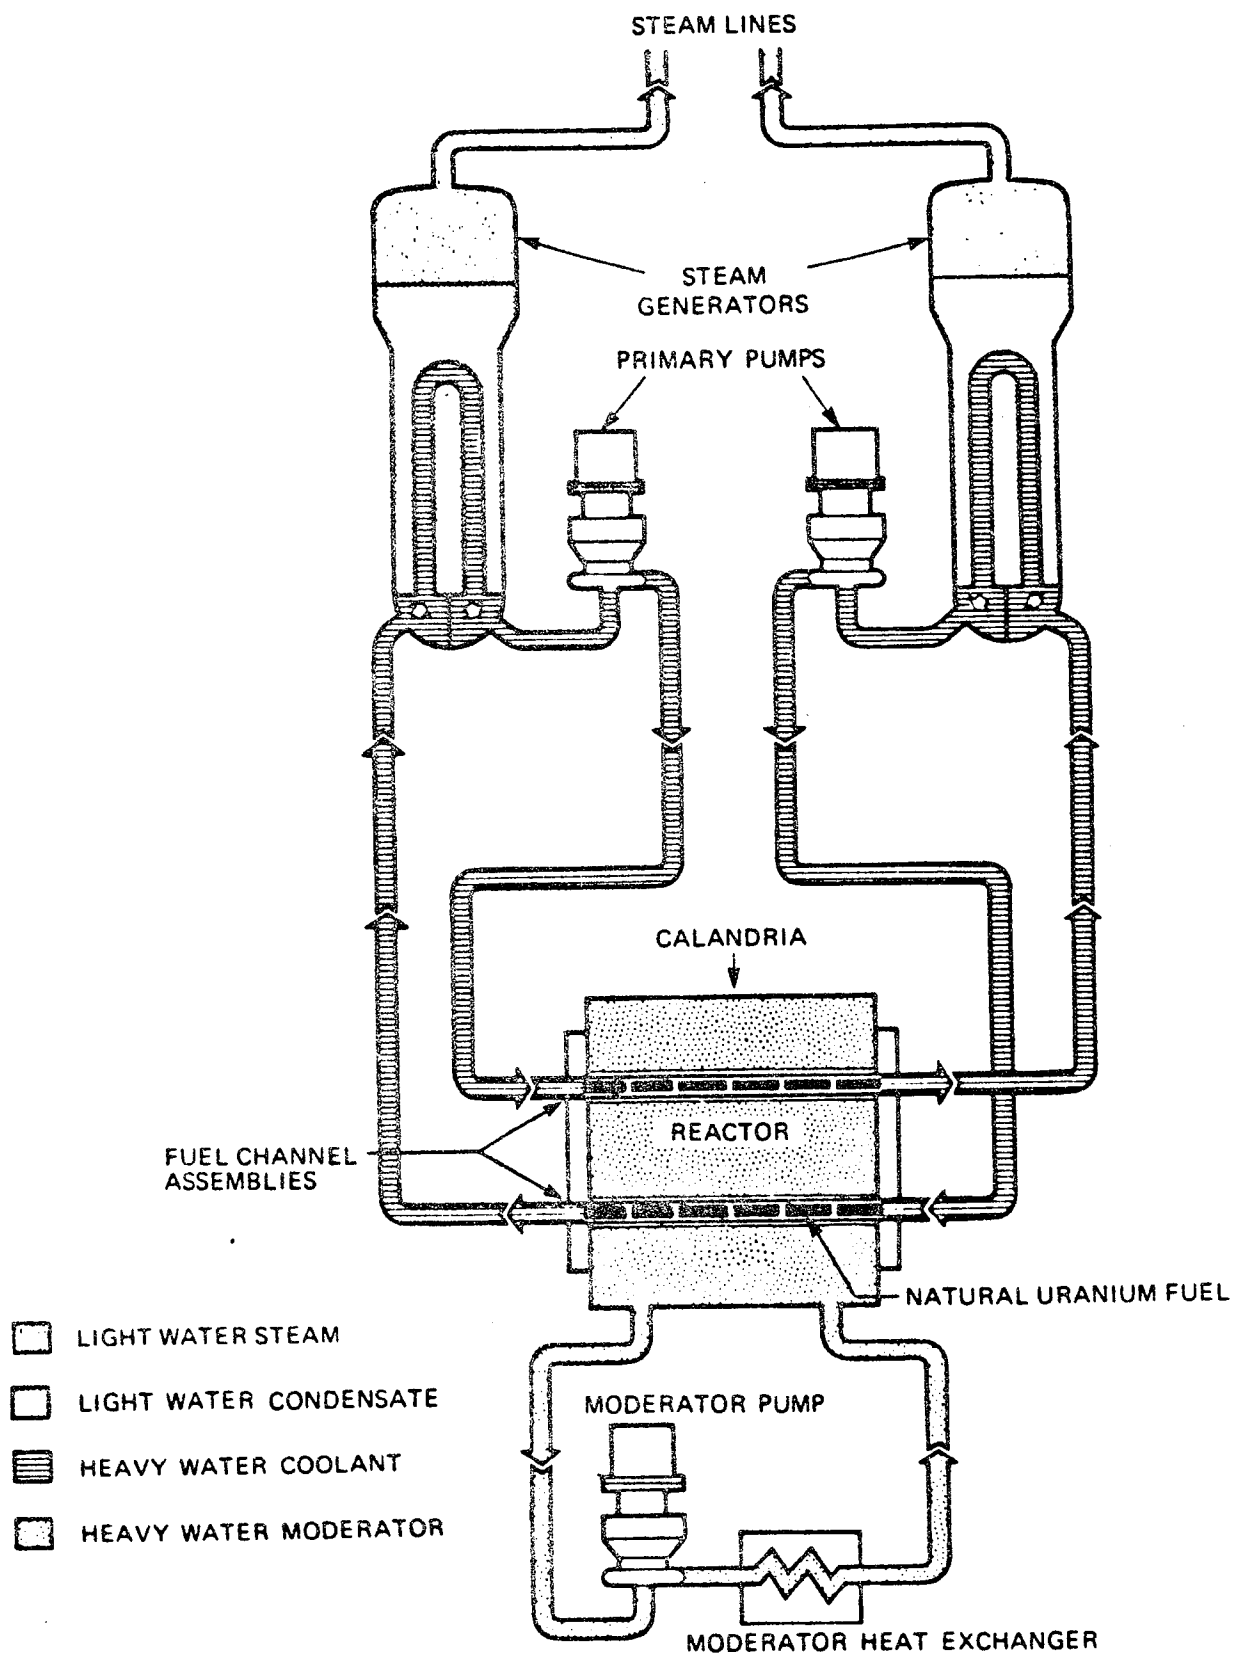 STEAM LINES
STEAM
GENERATORS
PRIMARY PUMPS
CALANDRIA
REACTOR
FUEL CHANNEL
ASSEMBLIES
NATURAL URANIUM FUEL
LIGHT WATER STEAM
LIGHT WATER CONDENSATE
HEAVY WATER COOLANT
HEAVY WATER MODERATOR
MODERATOR PUMP
MODERATOR HEAT EXCHANGER